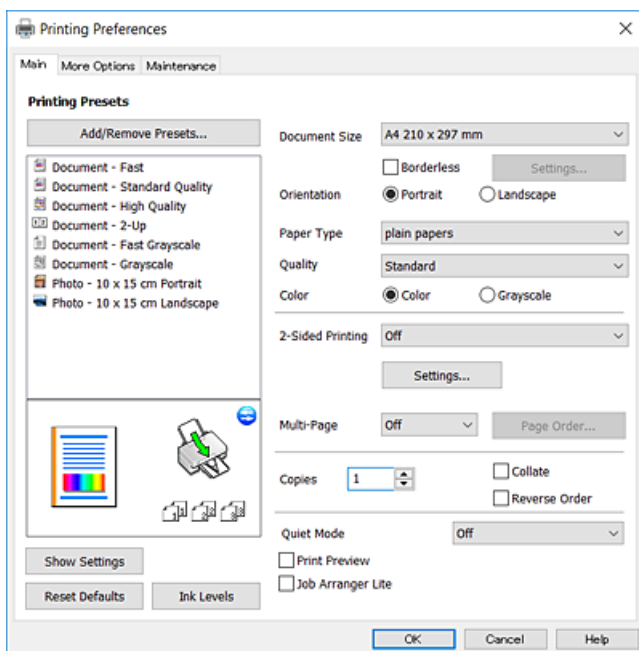 Printing Preferences
Main More Options Maintenance
Printing Presets
Add/Remove Presets...
Document - Fast
Document - Standard Quality
Document - High Quality
Document - 2-Up
Document - Fast Grayscale
Document - Grayscale
Photo - 10 x 15 cm Portrait
Photo - 10 x 15 cm Landscape
Show Settings
Reset Defaults Ink Levels
Document Size A4 210 x 297 mm
Borderless Settings...
Orientation Portrait Landscape
Paper Type plain papers
Quality Standard
Color Color Grayscale
2-Sided Printing Off
Settings...
Multi-Page Off Page Order...
Copies 1 Collate
Reverse Order
Quiet Mode Off
Print Preview
Job Arranger Lite
OK Cancel Help